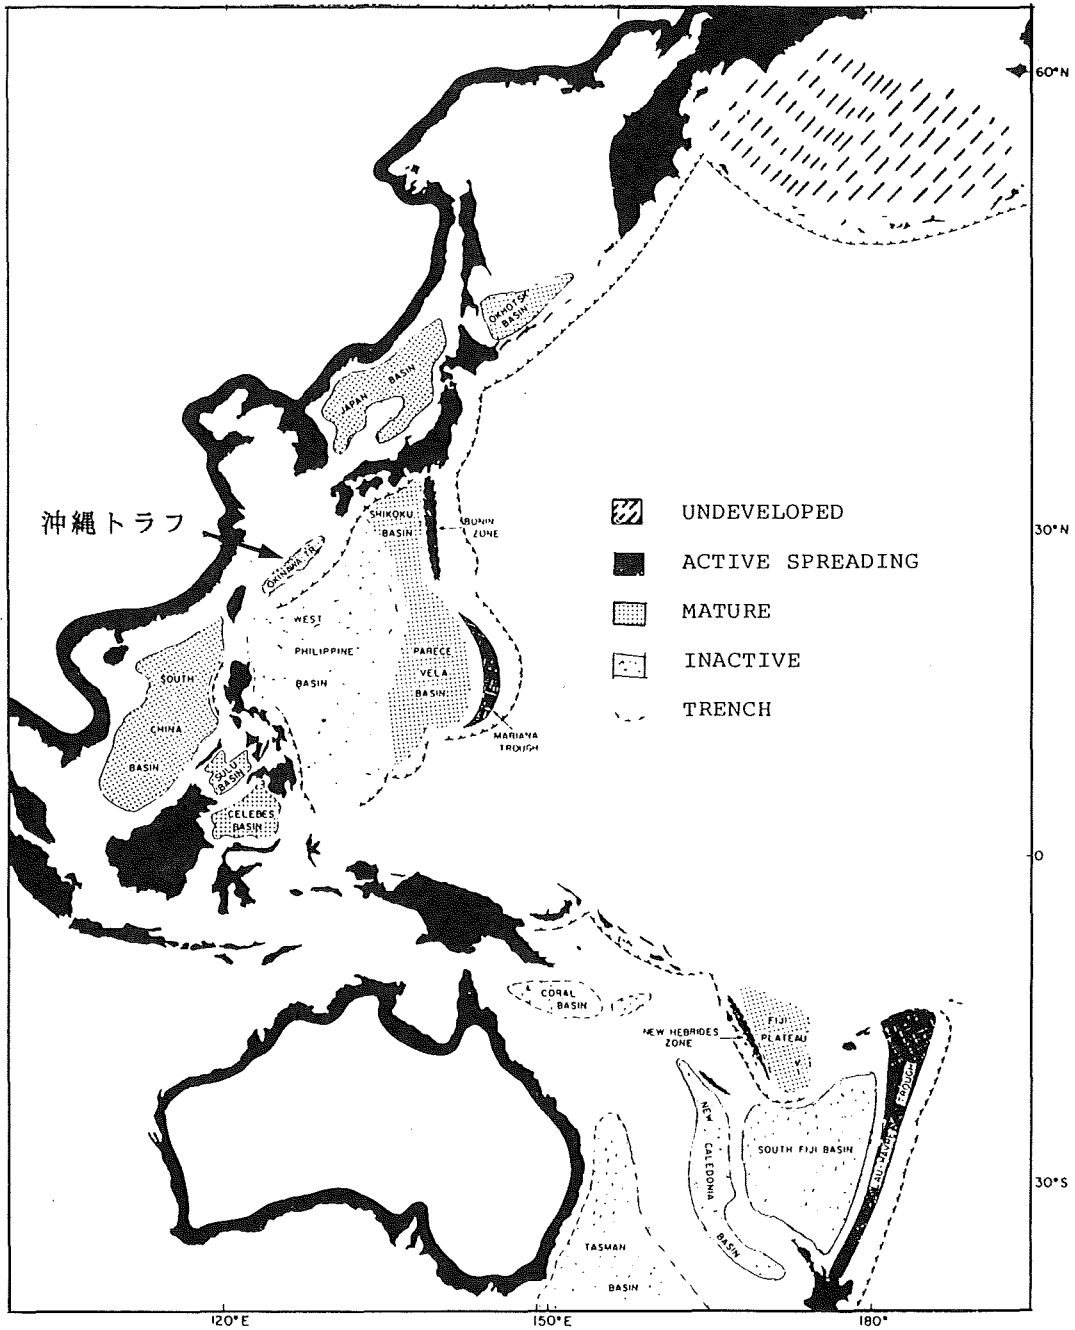 60°N
OKHOTSK
BASIN
JAPAN BASIN
沖縄トラフ
SHIKOKU
BASIN
BONIN
ZONE
30°N
UNDEVELOPED
ACTIVE SPREADING
MATURE
INACTIVE
TRENCH
OKINAWA TR.
WEST
PHILIPPINE
BASIN
PARECE
VELA
BASIN
MARIANA
TROUGH
SOUTH
CHINA
BASIN
SULU
BASIN
CELEBES
BASIN
0
CORAL
BASIN
NEW HEBRIDES
ZONE
FIJI
PLATEAU
NEW
CALEDONIA
BASIN
SOUTH FIJI BASIN
LAU-HAVRE TROUGH
30°S
TASMAN
BASIN
120°E
150°E
180°